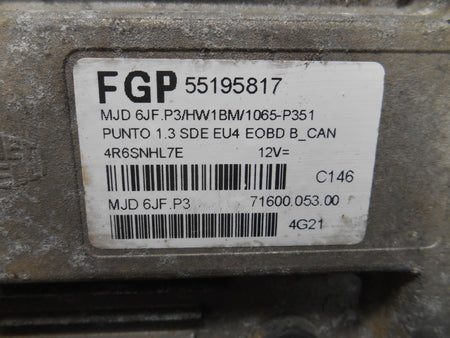 FGP 55195817
MJD 6JF.P3/HW1BM/1065-P351
PUNTO 1.3 SDE EU4 EOBD B_CAN
4R6SNHL7E 12V=
C146
MJD 6JF.P3 71600.053.00
4G21